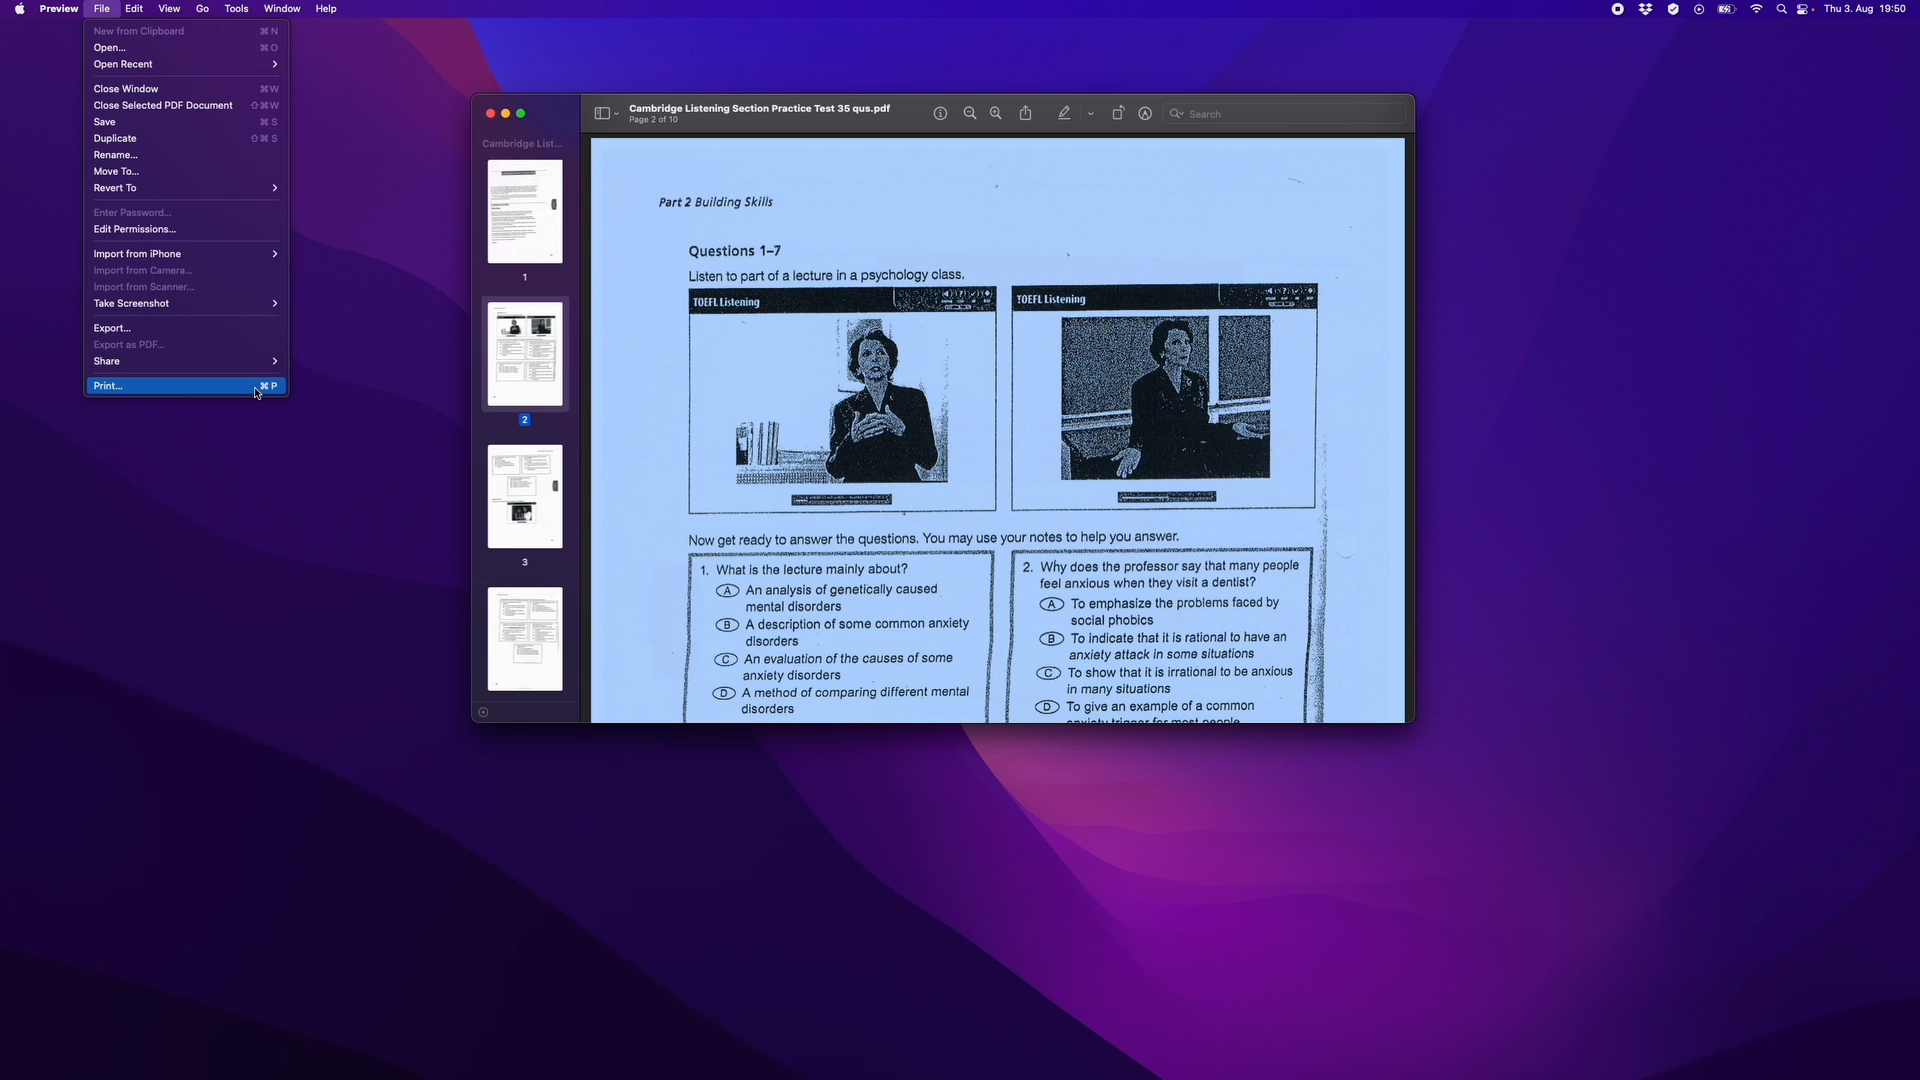 Preview File Edit View Go Tools Window Help
Thu 3. Aug 19:50
New from Clipboard ⌘N
Open... ⌘O
Open Recent
Close Window ⌘W
Close Selected PDF Document ⇧⌘W
Save ⌘S
Duplicate ⇧⌘S
Rename...
Move To...
Revert To
Enter Password...
Edit Permissions...
Import from iPhone
Import from Camera...
Import from Scanner...
Take Screenshot
Export...
Export as PDF...
Share
Print... ⌘P
Cambridge List...
1
2
3
Cambridge Listening Section Practice Test 35 qus.pdf
Page 2 of 10
Search
Part 2 Building Skills
Questions 1–7
Listen to part of a lecture in a psychology class.
TOEFL Listening
TOEFL Listening
Now get ready to answer the questions. You may use your notes to help you answer.
1. What is the lecture mainly about?
A An analysis of genetically caused
mental disorders
B A description of some common anxiety
disorders
C An evaluation of the causes of some
anxiety disorders
D A method of comparing different mental
disorders
2. Why does the professor say that many people
feel anxious when they visit a dentist?
A To emphasize the problems faced by
social phobics
B To indicate that it is rational to have an
anxiety attack in some situations
C To show that it is irrational to be anxious
in many situations
D To give an example of a common
anxiety trigger for most people